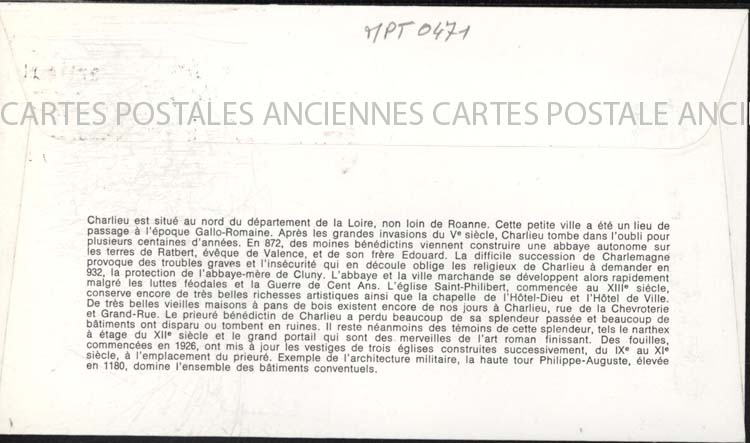 MPT 0471
CARTES POSTALES ANCIENNES CARTES POSTALE ANCI
Charlieu est situé au nord du département de la Loire, non loin de Roanne. Cette petite ville a été un lieu de
passage à l'époque Gallo-Romaine. Après les grandes invasions du Vᵉ siècle, Charlieu tombe dans l'oubli pour
plusieurs centaines d'années. En 872, des moines bénédictins viennent construire une abbaye autonome sur
les terres de Ratbert, évêque de Valence, et de son frère Edouard. La difficile succession de Charlemagne
provoque des troubles graves et l'insécurité qui en découle oblige les religieux de Charlieu à demander en
932, la protection de l'abbaye-mère de Cluny. L'abbaye et la ville marchande se développent alors rapidement
malgré les luttes féodales et la Guerre de Cent Ans. L'église Saint-Philibert, commencée au XIIIᵉ siècle,
conserve encore de très belles richesses artistiques ainsi que la chapelle de l'Hôtel-Dieu et l'Hôtel de Ville.
De très belles vieilles maisons à pans de bois existent encore de nos jours à Charlieu, rue de la Chevroterie
et Grand-Rue. Le prieuré bénédictin de Charlieu a perdu beaucoup de sa splendeur passée et beaucoup de
bâtiments ont disparu ou tombent en ruines. Il reste néanmoins des témoins de cette splendeur, tels le narthex
à étage du XIIᵉ siècle et le grand portail qui sont des merveilles de l'art roman finissant. Des fouilles,
commencées en 1926, ont mis à jour les vestiges de trois églises construites successivement, du IXᵉ au XIᵉ
siècle, à l'emplacement du prieuré. Exemple de l'architecture militaire, la haute tour Philippe-Auguste, élevée
en 1180, domine l'ensemble des bâtiments conventuels.